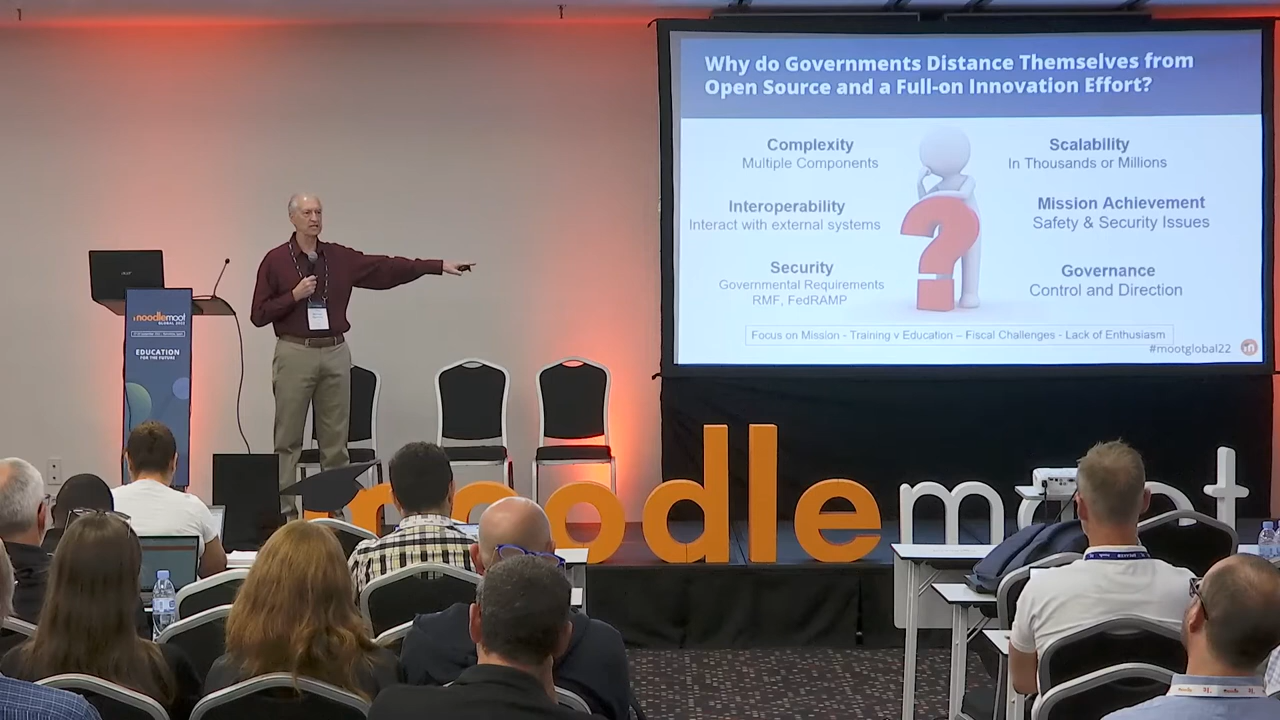 Why do Governments Distance Themselves from
Open Source and a Full-on Innovation Effort?
Complexity
Multiple Components
Interoperability
Interact with external systems
Security
Governmental Requirements
RMF, FedRAMP
Scalability
In Thousands or Millions
Mission Achievement
Safety & Security Issues
Governance
Control and Direction
Focus on Mission - Training v Education – Fiscal Challenges - Lack of Enthusiasm
#mootglobal22
acer
moodlemoot
GLOBAL 2022
EDUCATION
FOR THE FUTURE
moodlemoot